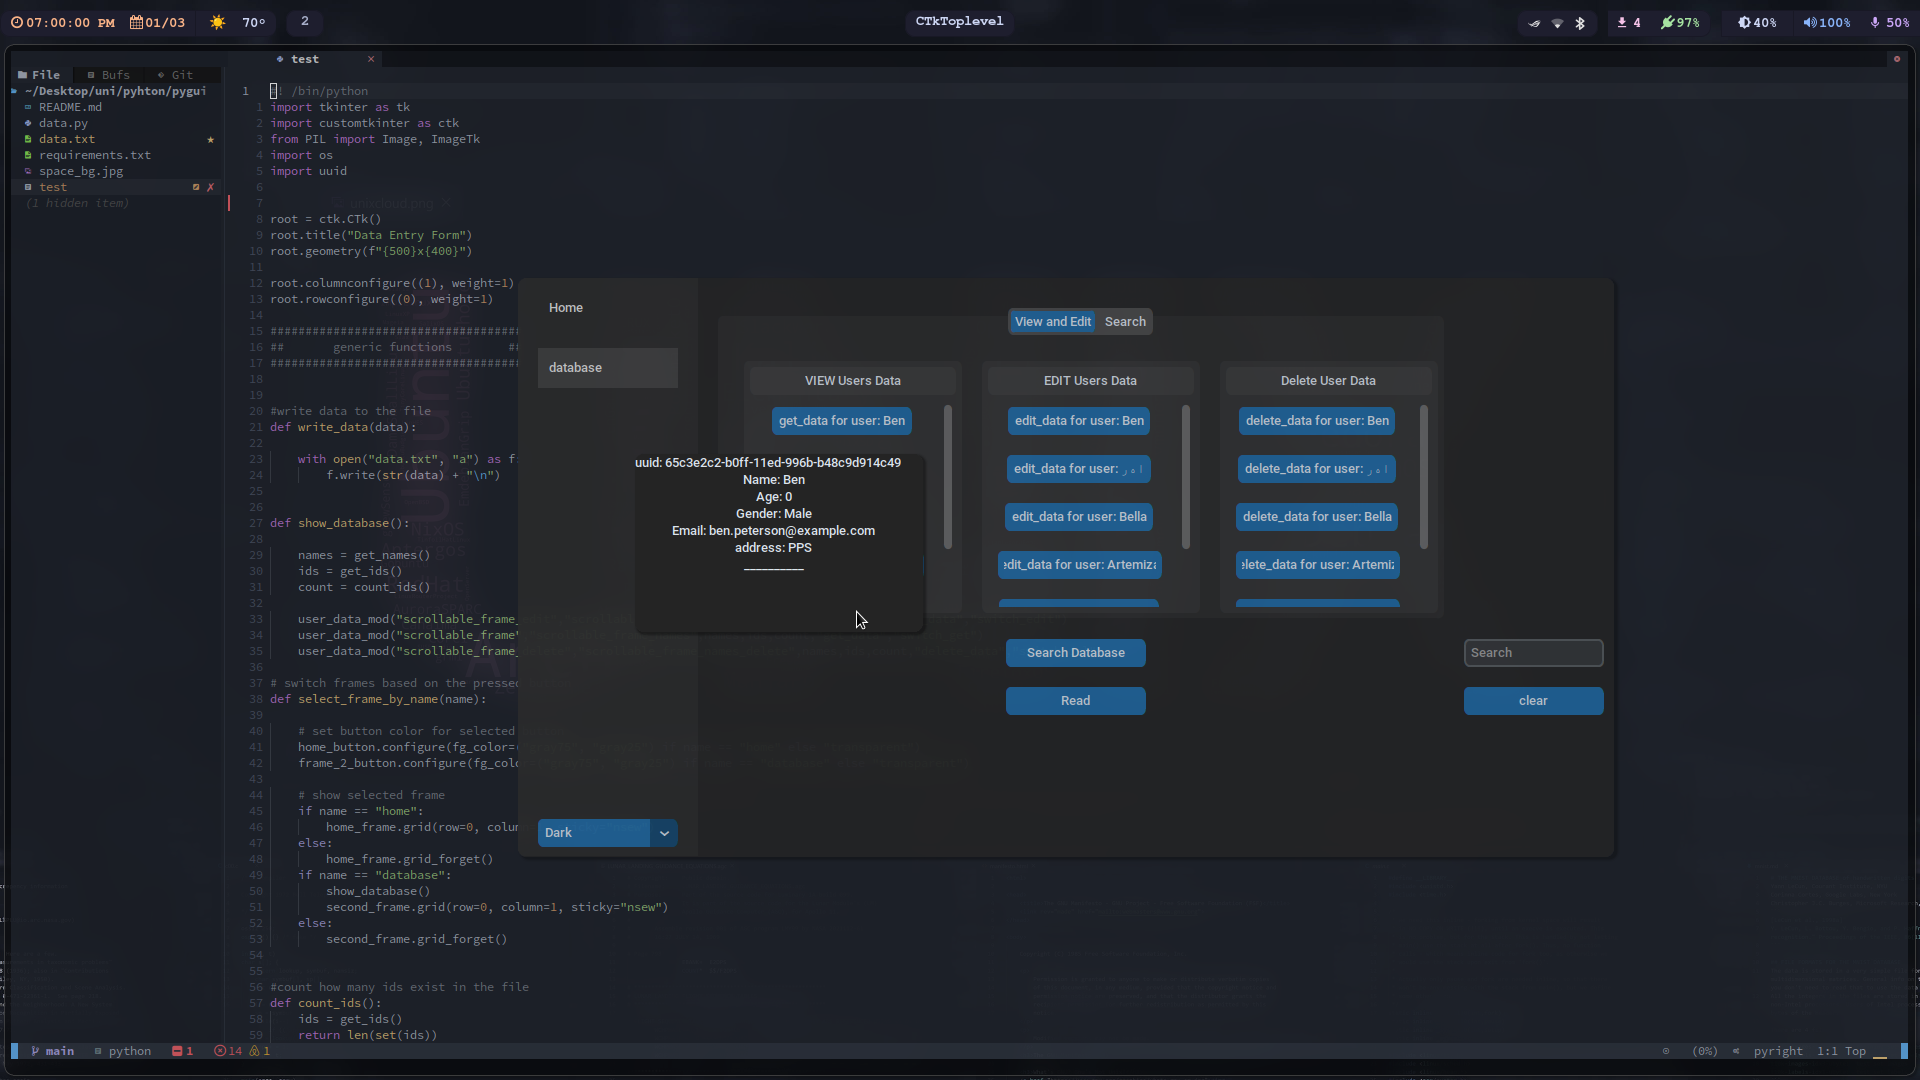 07:00:00 PM 01/03 70° 2
CTkToplevel
4 97% 40% 100% 50%
File Bufs Git
~/Desktop/uni/pyhton/pygui
README.md
data.py
data.txt
requirements.txt
space_bg.jpg
test
(1 hidden item)
test
1 ! /bin/python
1 import tkinter as tk
2 import customtkinter as ctk
3 from PIL import Image, ImageTk
4 import os
5 import uuid
6
7
8 root = ctk.CTk()
9 root.title("Data Entry Form")
10 root.geometry(f"{500}x{400}")
11
12 root.columnconfigure((1), weight=1)
13 root.rowconfigure((0), weight=1)
14
15 ###################################
16 ## generic functions ##
17 ###################################
18
19
20 #write data to the file
21 def write_data(data):
22
23 with open("data.txt", "a") as f:
24 f.write(str(data) + "\n")
25
26
27 def show_database():
28
29 names = get_names()
30 ids = get_ids()
31 count = count_ids()
32
33 user_data_mod("scrollable_frame_
34 user_data_mod("scrollable_frame"
35 user_data_mod("scrollable_frame_
36
37 # switch frames based on the pressed
38 def select_frame_by_name(name):
39
40 # set button color for selected
41 home_button.configure(fg_color=(
42 frame_2_button.configure(fg_colo
43
44 # show selected frame
45 if name == "home":
46 home_frame.grid(row=0, colum
47 else:
48 home_frame.grid_forget()
49 if name == "database":
50 show_database()
51 second_frame.grid(row=0, column=1, sticky="nsew")
52 else:
53 second_frame.grid_forget()
54
55
56 #count how many ids exist in the file
57 def count_ids():
58 ids = get_ids()
59 return len(set(ids))
Home
database
Dark
View and Edit Search
VIEW Users Data
get_data for user: Ben
EDIT Users Data
edit_data for user: Ben
edit_data for user:
edit_data for user: Bella
edit_data for user: Artemiz
Delete User Data
delete_data for user: Ben
delete_data for user:
delete_data for user: Bella
elete_data for user: Artemi
uuid: 65c3e2c2-b0ff-11ed-996b-b48c9d914c49
Name: Ben
Age: 0
Gender: Male
Email: ben.peterson@example.com
address: PPS
__________
Search Database
Read
Search
clear
main python 1 14 1
(0%) pyright 1:1 Top